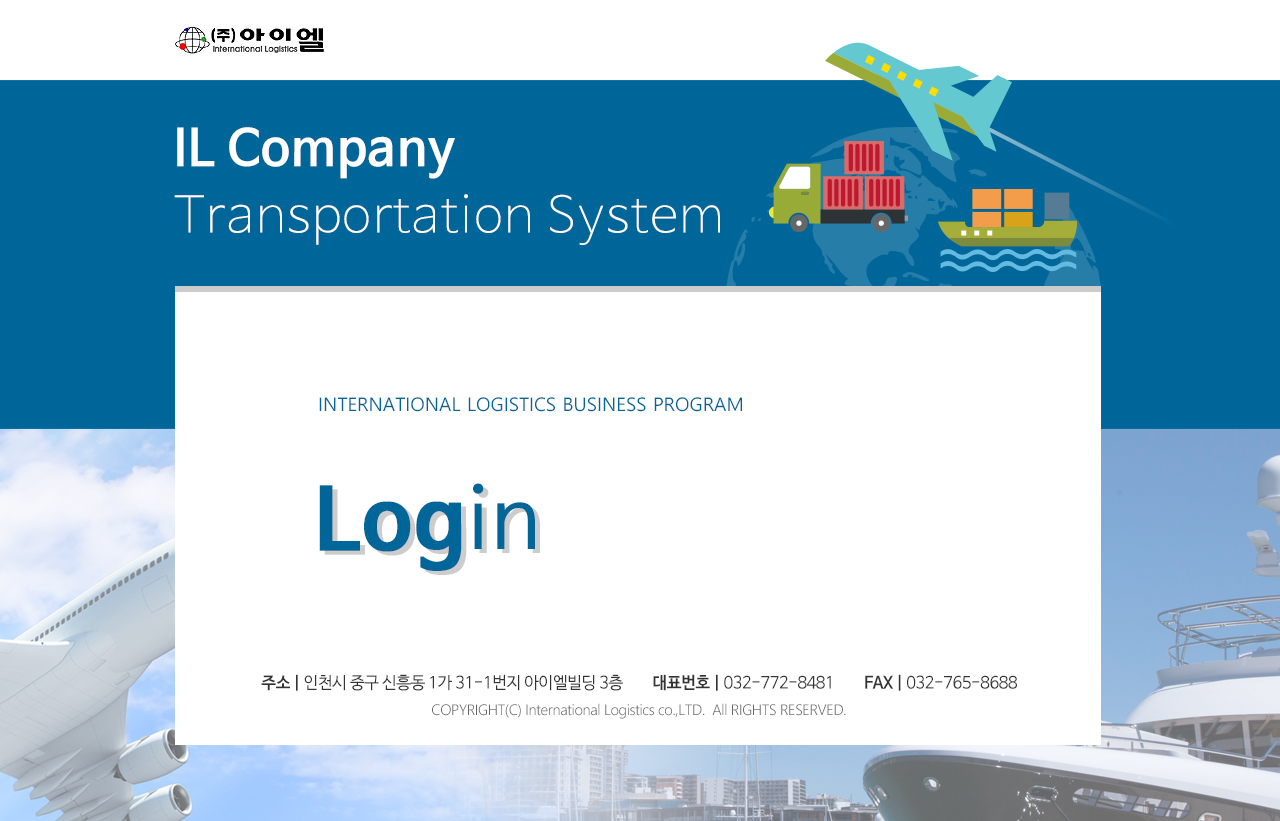 (주)아이엘
International Logistics
IL Company
Transportation System
INTERNATIONAL LOGISTICS BUSINESS PROGRAM
Login
주소 | 인천시 중구 신흥동 1가 31-1번지 아이엘빌딩 3층 대표번호 | 032-772-8481 FAX | 032-765-8688
COPYRIGHT(C) International Logistics co.,LTD. All RIGHTS RESERVED.